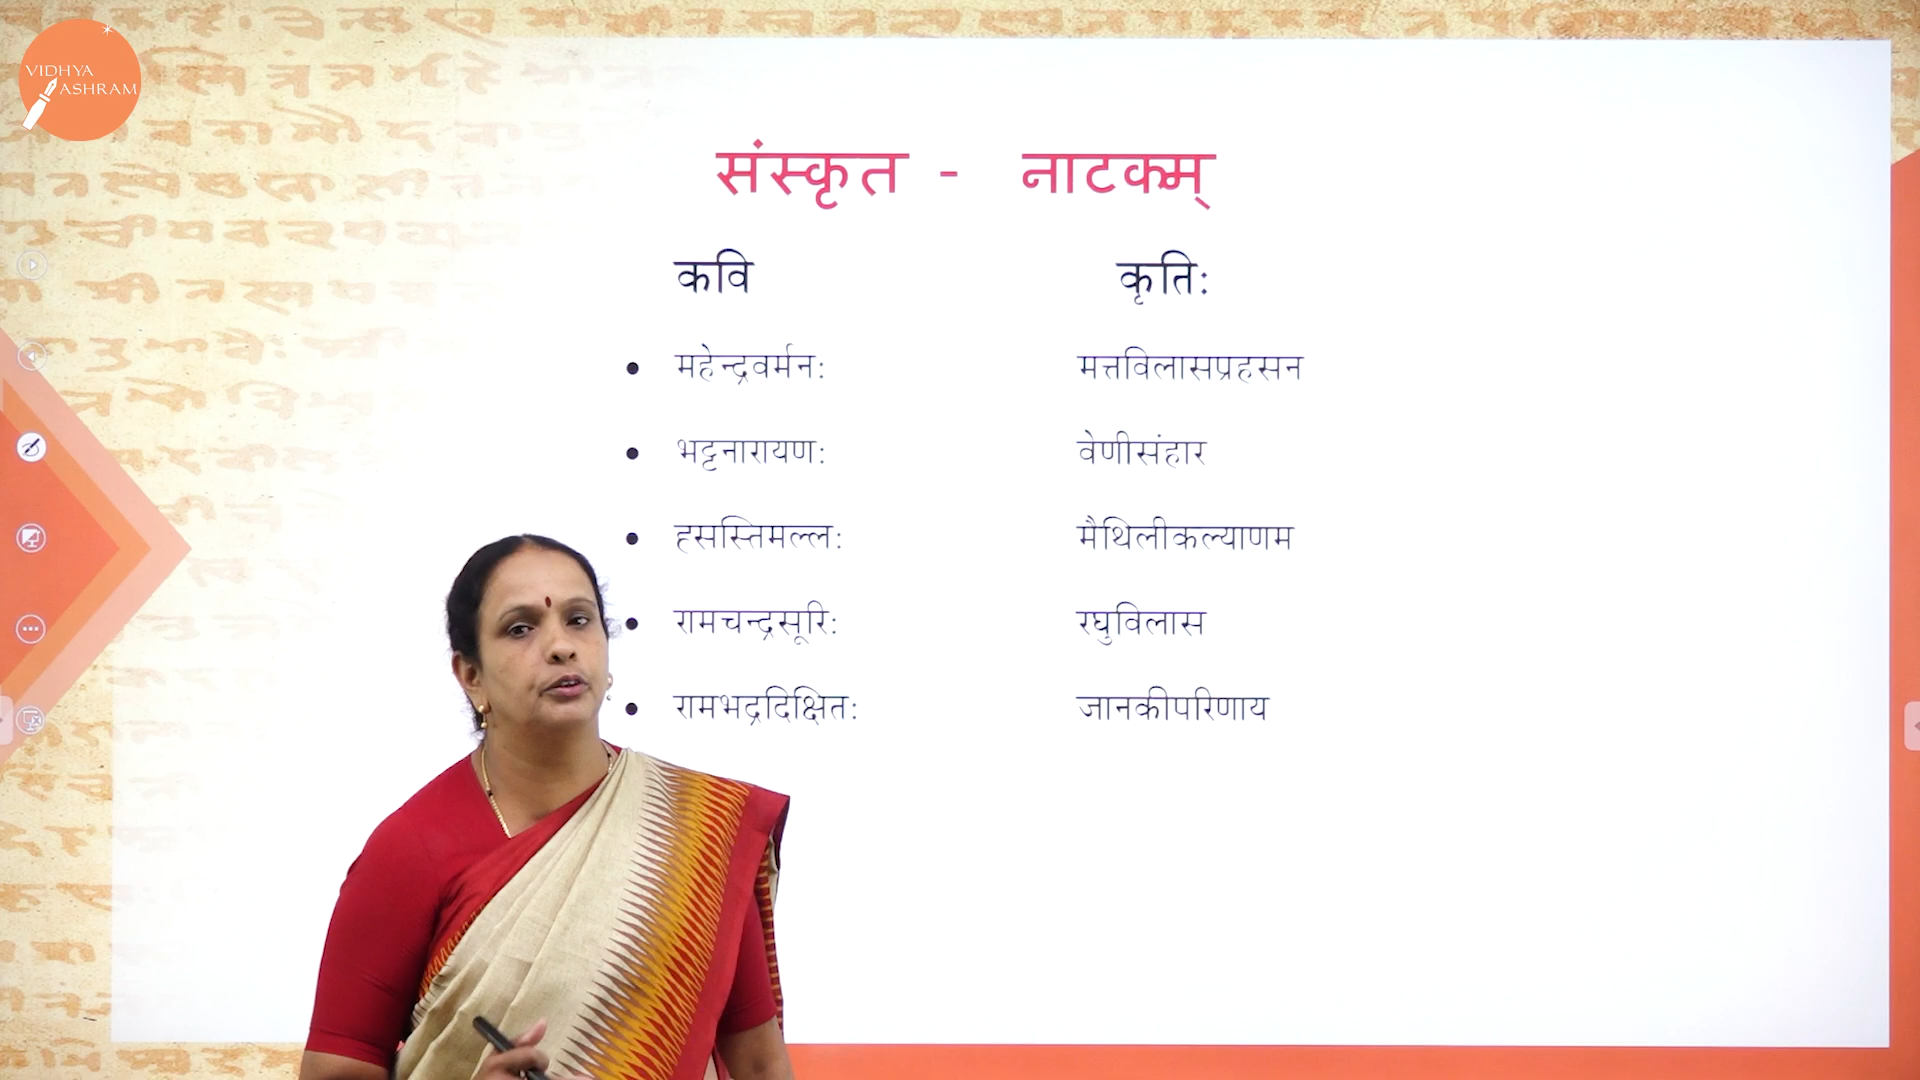 VIDHYA
ASHRAM
संस्कृत - नाटकम्
कवि कृतिः
• महेन्द्रवर्मनः मत्तविलासप्रहसन
• भट्टनारायणः वेणीसंहार
• हसस्तिमल्लः मैथिलीकल्याणम
• रामचन्द्रसूरिः रघुविलास
• रामभद्रदिक्षितः जानकीपरिणाय